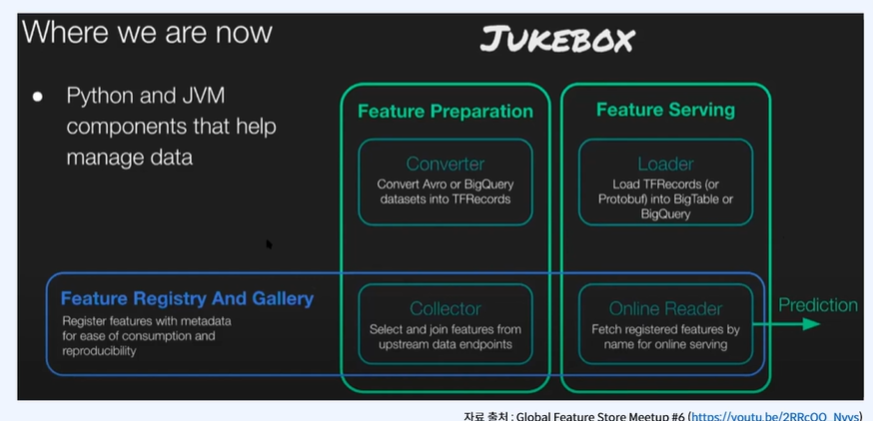 Where we are now
JUKEBOX
● Python and JVM
components that help
manage data
Feature Preparation
Converter
Convert Avro or BigQuery
datasets into TFRecords
Feature Serving
Loader
Load TFRecords (or
Protobuf) into BigTable or
BigQuery
Feature Registry And Gallery
Register features with metadata
for ease of consumption and
reproducibility
Collector
Select and join features from
upstream data endpoints
Online Reader
Fetch registered features by
name for online serving
Prediction
자료 출처 : Global Feature Store Meetup #6 (https://youtu.be/2RRcOO_Nyvs)